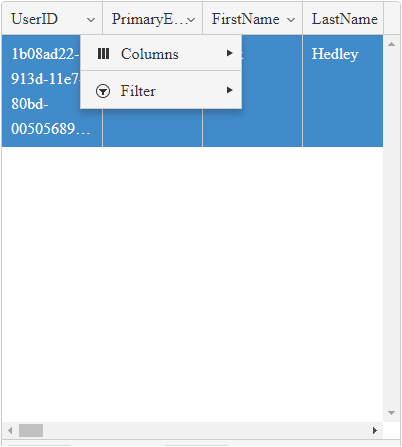 UserID PrimaryE... FirstName LastName
1b08ad22-
913d-11e7-
80bd-
00505689...
Hedley
Columns
Filter